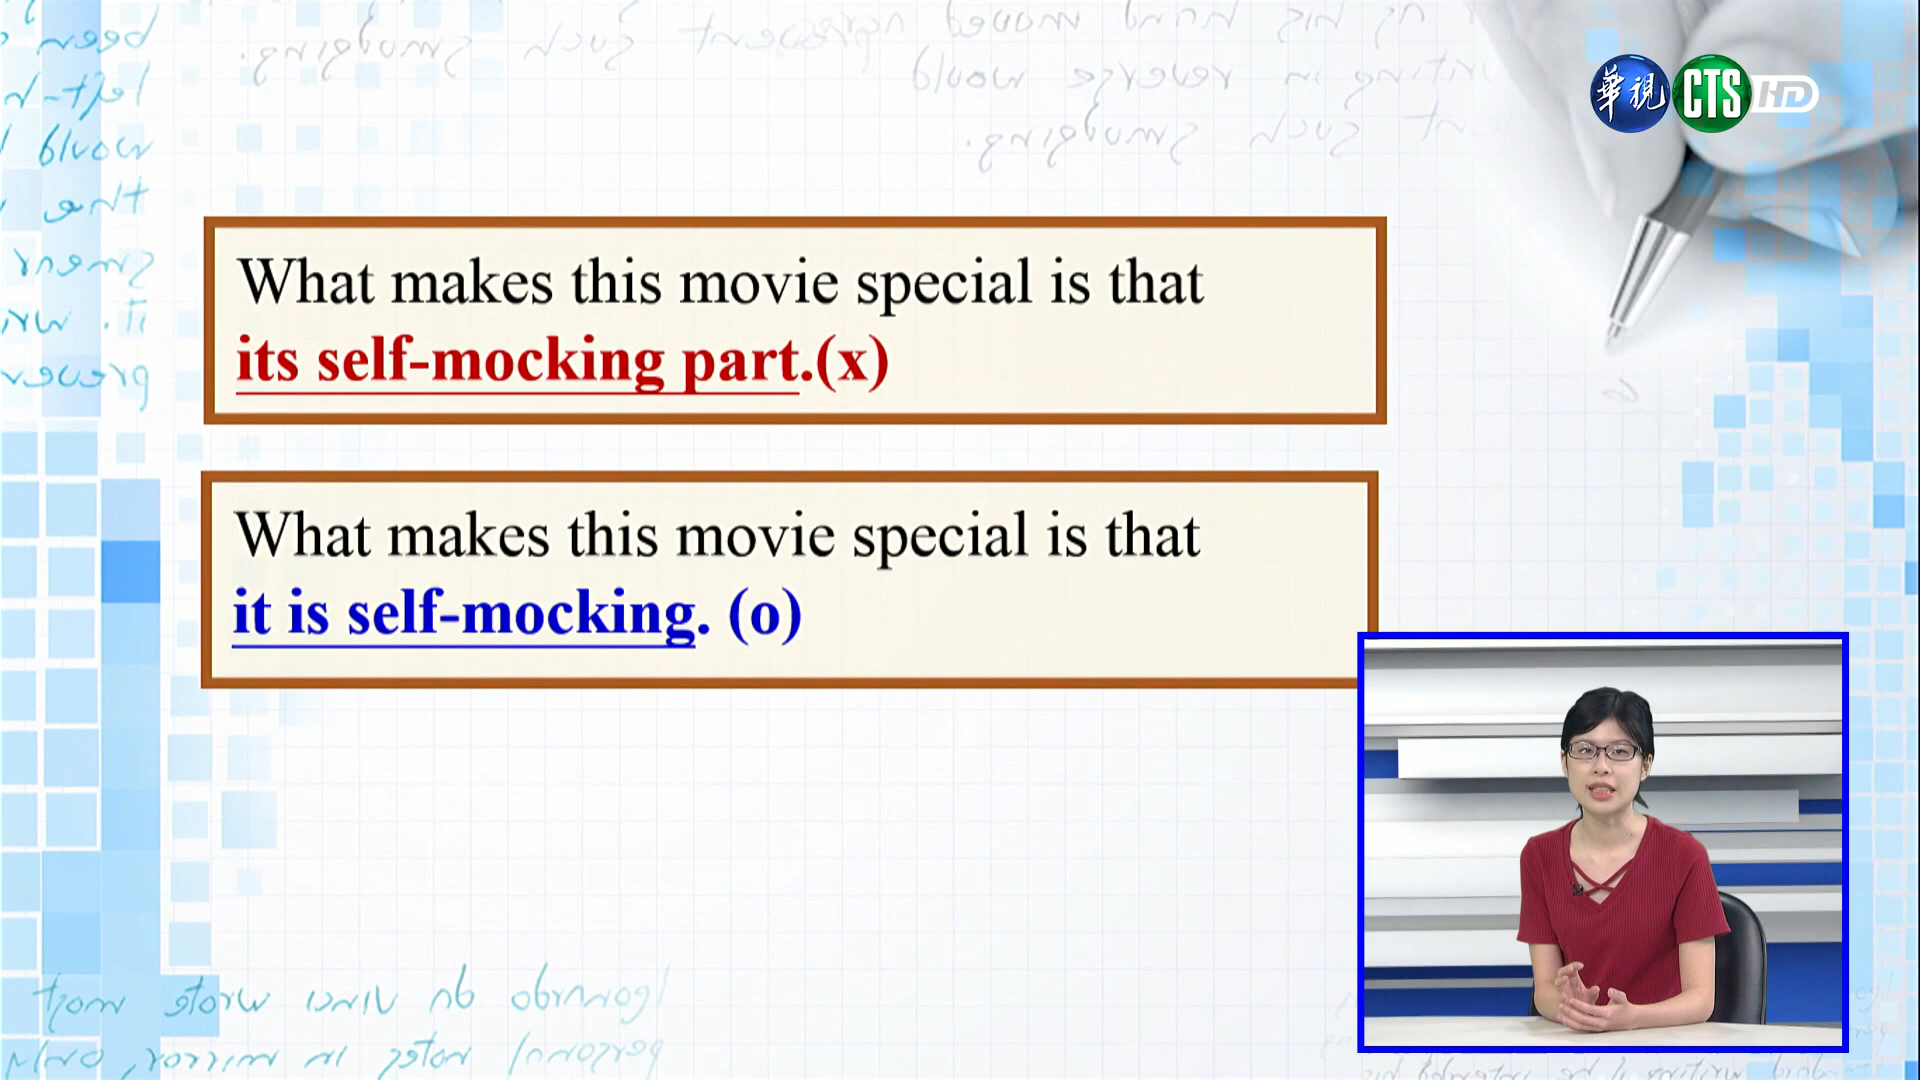 華視 CTS HD
What makes this movie special is that
its self-mocking part.(x)
What makes this movie special is that
it is self-mocking. (o)